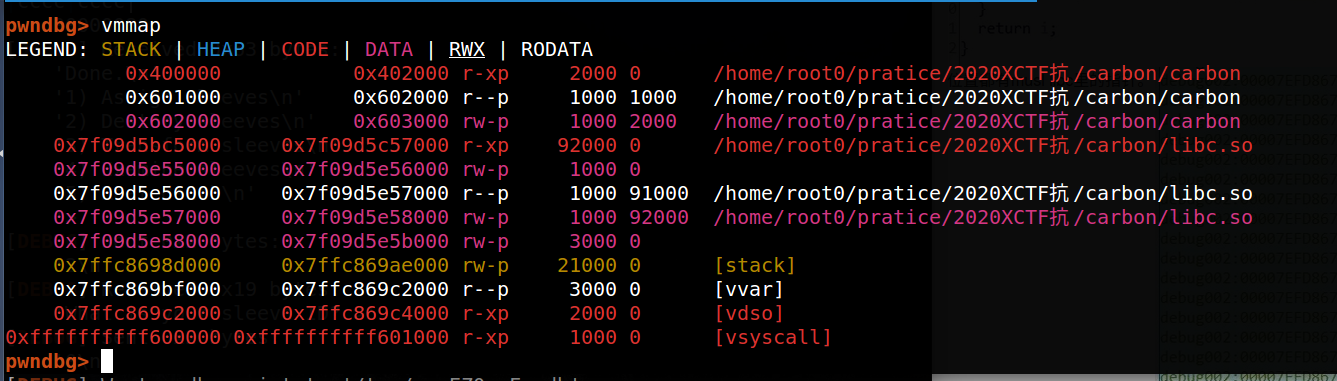 pwndbg> vmmap
LEGEND: STACK | HEAP | CODE | DATA | RWX | RODATA
0x400000 0x402000 r-xp 2000 0 /home/root0/pratice/2020XCTF抗/carbon/carbon
0x601000 0x602000 r--p 1000 1000 /home/root0/pratice/2020XCTF抗/carbon/carbon
0x602000 0x603000 rw-p 1000 2000 /home/root0/pratice/2020XCTF抗/carbon/carbon
0x7f09d5bc5000 0x7f09d5c57000 r-xp 92000 0 /home/root0/pratice/2020XCTF抗/carbon/libc.so
0x7f09d5e55000 0x7f09d5e56000 rw-p 1000 0
0x7f09d5e56000 0x7f09d5e57000 r--p 1000 91000 /home/root0/pratice/2020XCTF抗/carbon/libc.so
0x7f09d5e57000 0x7f09d5e58000 rw-p 1000 92000 /home/root0/pratice/2020XCTF抗/carbon/libc.so
0x7f09d5e58000 0x7f09d5e5b000 rw-p 3000 0
0x7ffc8698d000 0x7ffc869ae000 rw-p 21000 0 [stack]
0x7ffc869bf000 0x7ffc869c2000 r--p 3000 0 [vvar]
0x7ffc869c2000 0x7ffc869c4000 r-xp 2000 0 [vdso]
0xffffffffff600000 0xffffffffff601000 r-xp 1000 0 [vsyscall]
pwndbg>
}
return
}